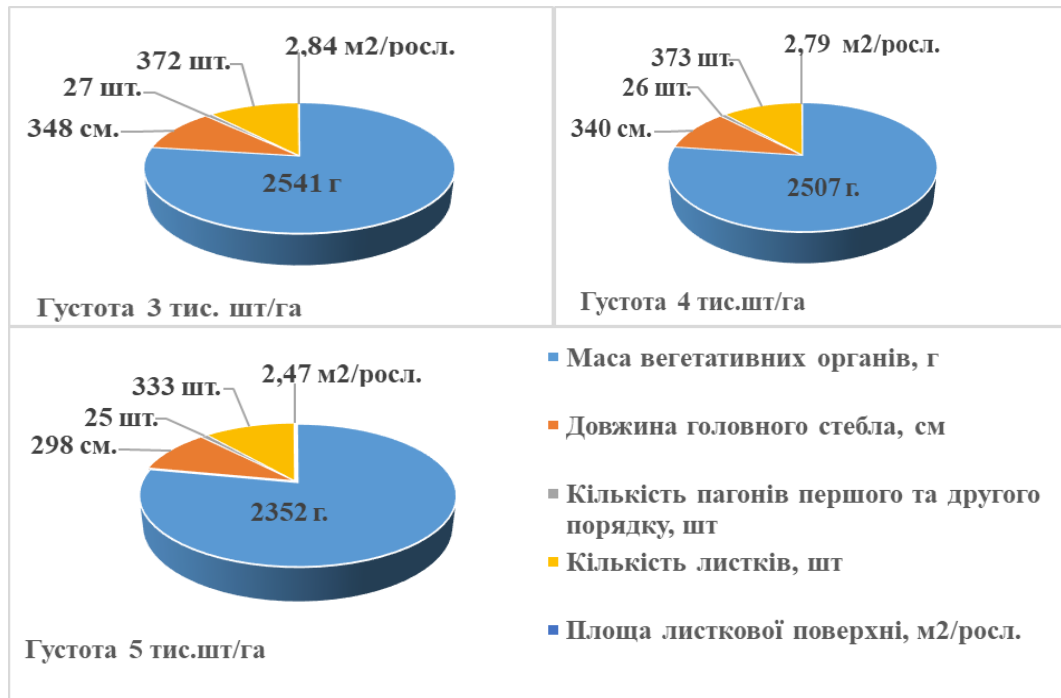 2,84 м2/росл.
372 шт.
27 шт.
348 см.
2541 г
Густота 3 тис. шт/га
2,79 м2/росл.
373 шт.
26 шт.
340 см.
2507 г.
Густота 4 тис.шт/га
2,47 м2/росл.
333 шт.
25 шт.
298 см.
2352 г.
Густота 5 тис.шт/га
Маса вегетативних органів, г
Довжина головного стебла, см
Кількість пагонів першого та другого
порядку, шт
Кількість листків, шт
Площа листкової поверхні, м2/росл.